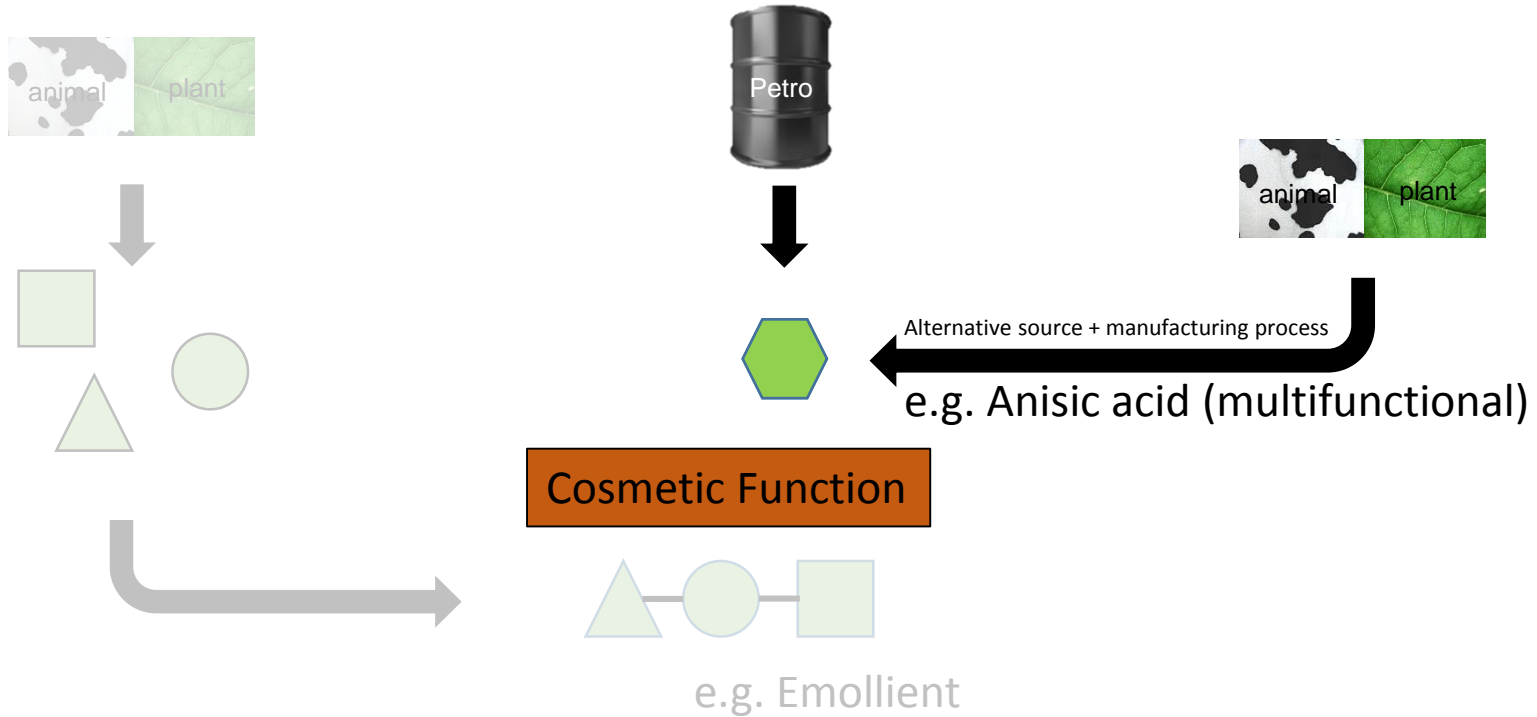 Petro
animal plant
animal plant
Alternative source + manufacturing process
e.g. Anisic acid (multifunctional)
Cosmetic Function
e.g. Emollient